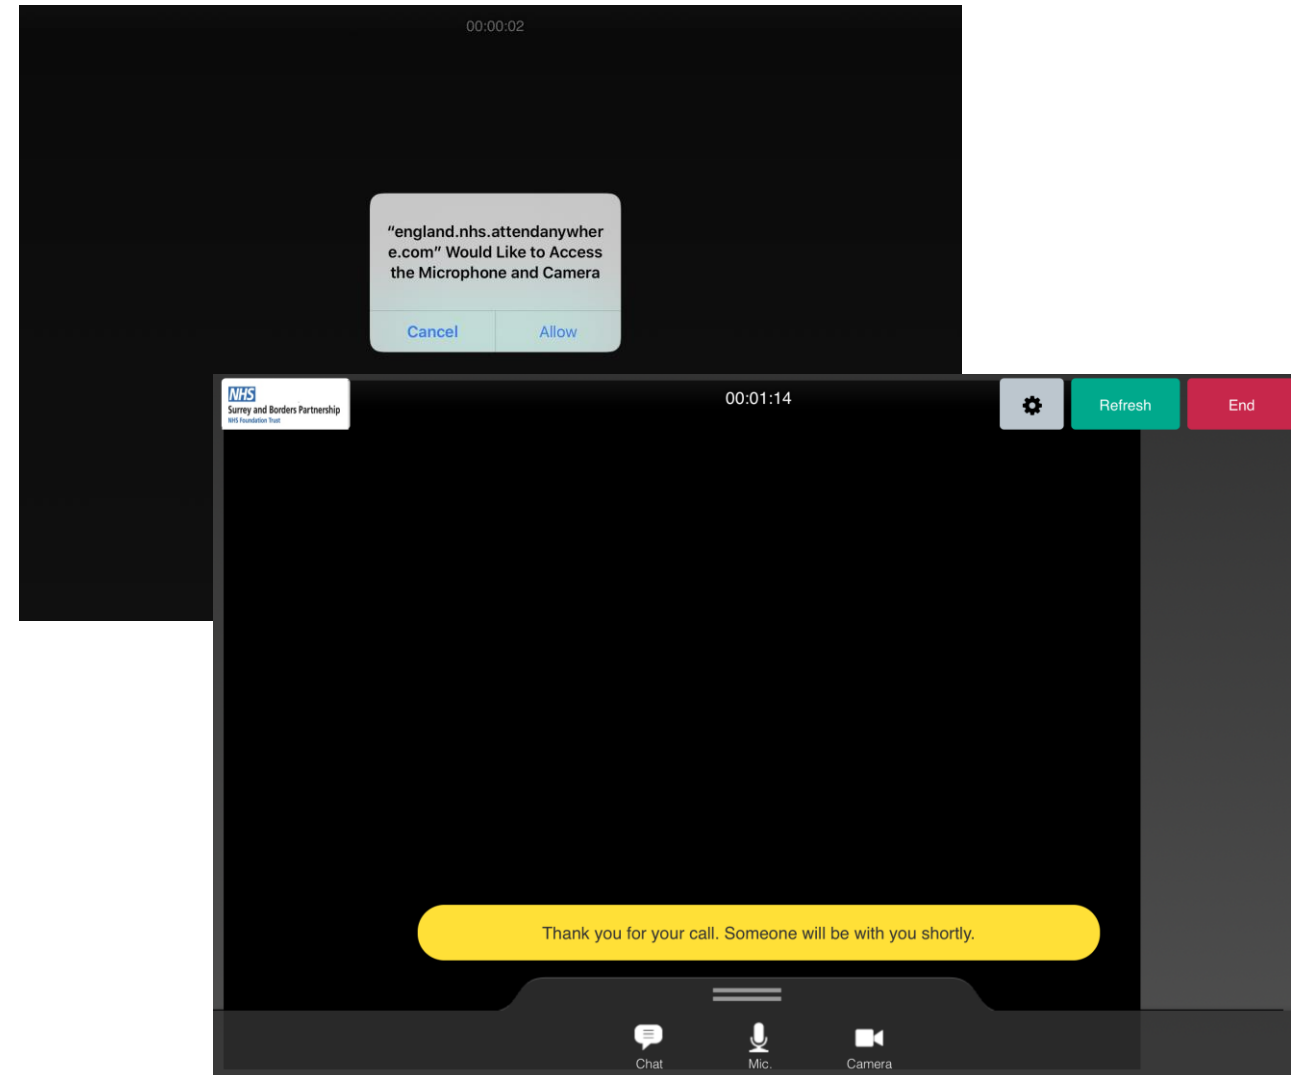 00:00:02
“england.nhs.attendanywher
e.com” Would Like to Access
the Microphone and Camera
Cancel Allow
NHS
Surrey and Borders Partnership
NHS Foundation Trust
00:01:14
Refresh
End
Thank you for your call. Someone will be with you shortly.
Chat
Mic.
Camera